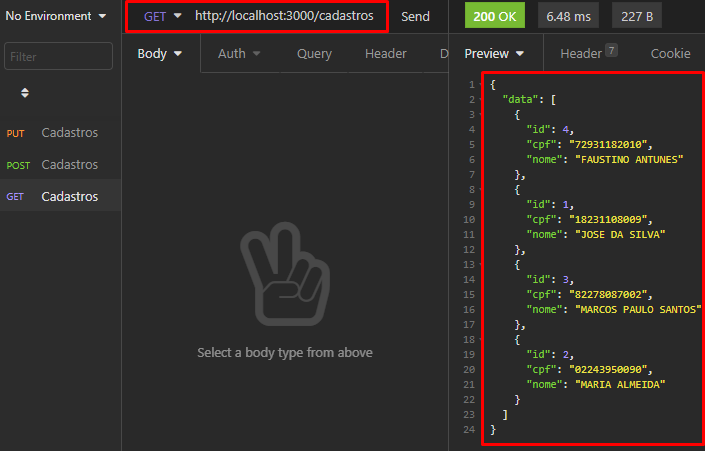 No Environment
GET http://localhost:3000/cadastros Send
200 OK 6.48 ms 227 B
Filter
Body Auth Query Header D
Preview Header 7 Cookie
PUT Cadastros
POST Cadastros
GET Cadastros
Select a body type from above
1 {
2 "data": [
3 {
4 "id": 4,
5 "cpf": "72931182010",
6 "nome": "FAUSTINO ANTUNES"
7 },
8 {
9 "id": 1,
10 "cpf": "18231108009",
11 "nome": "JOSE DA SILVA"
12 },
13 {
14 "id": 3,
15 "cpf": "82278087002",
16 "nome": "MARCOS PAULO SANTOS"
17 },
18 {
19 "id": 2,
20 "cpf": "02243950090",
21 "nome": "MARIA ALMEIDA"
22 }
23 ]
24 }